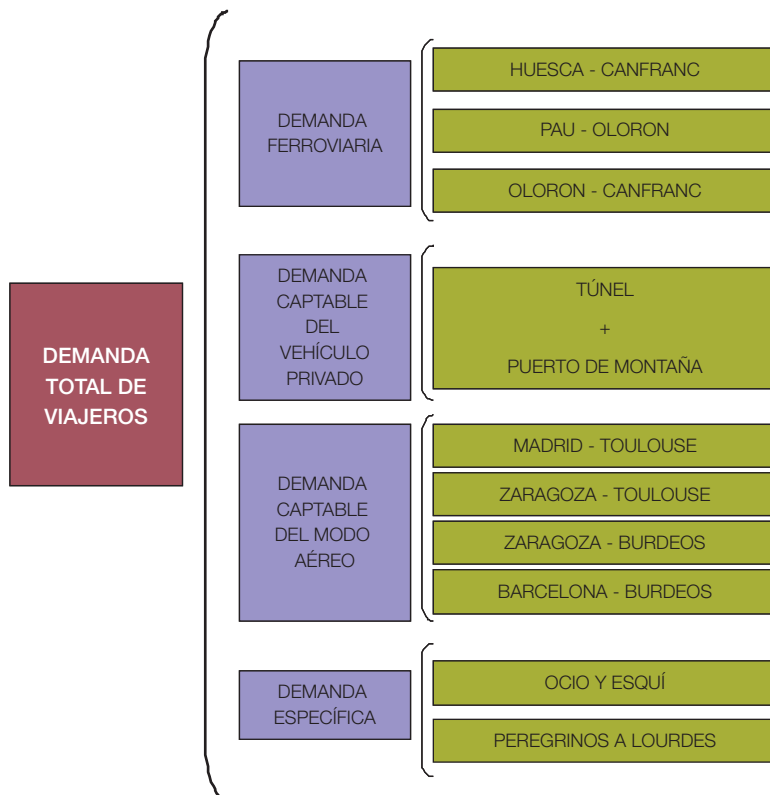 DEMANDA
TOTAL DE
VIAJEROS
DEMANDA
FERROVIARIA
HUESCA - CANFRANC
PAU - OLORON
OLORON - CANFRANC
DEMANDA
CAPTABLE
DEL
VEHÍCULO
PRIVADO
TÚNEL
+
PUERTO DE MONTAÑA
DEMANDA
CAPTABLE
DEL MODO
AÉREO
MADRID - TOULOUSE
ZARAGOZA - TOULOUSE
ZARAGOZA - BURDEOS
BARCELONA - BURDEOS
DEMANDA
ESPECÍFICA
OCIO Y ESQUÍ
PEREGRINOS A LOURDES